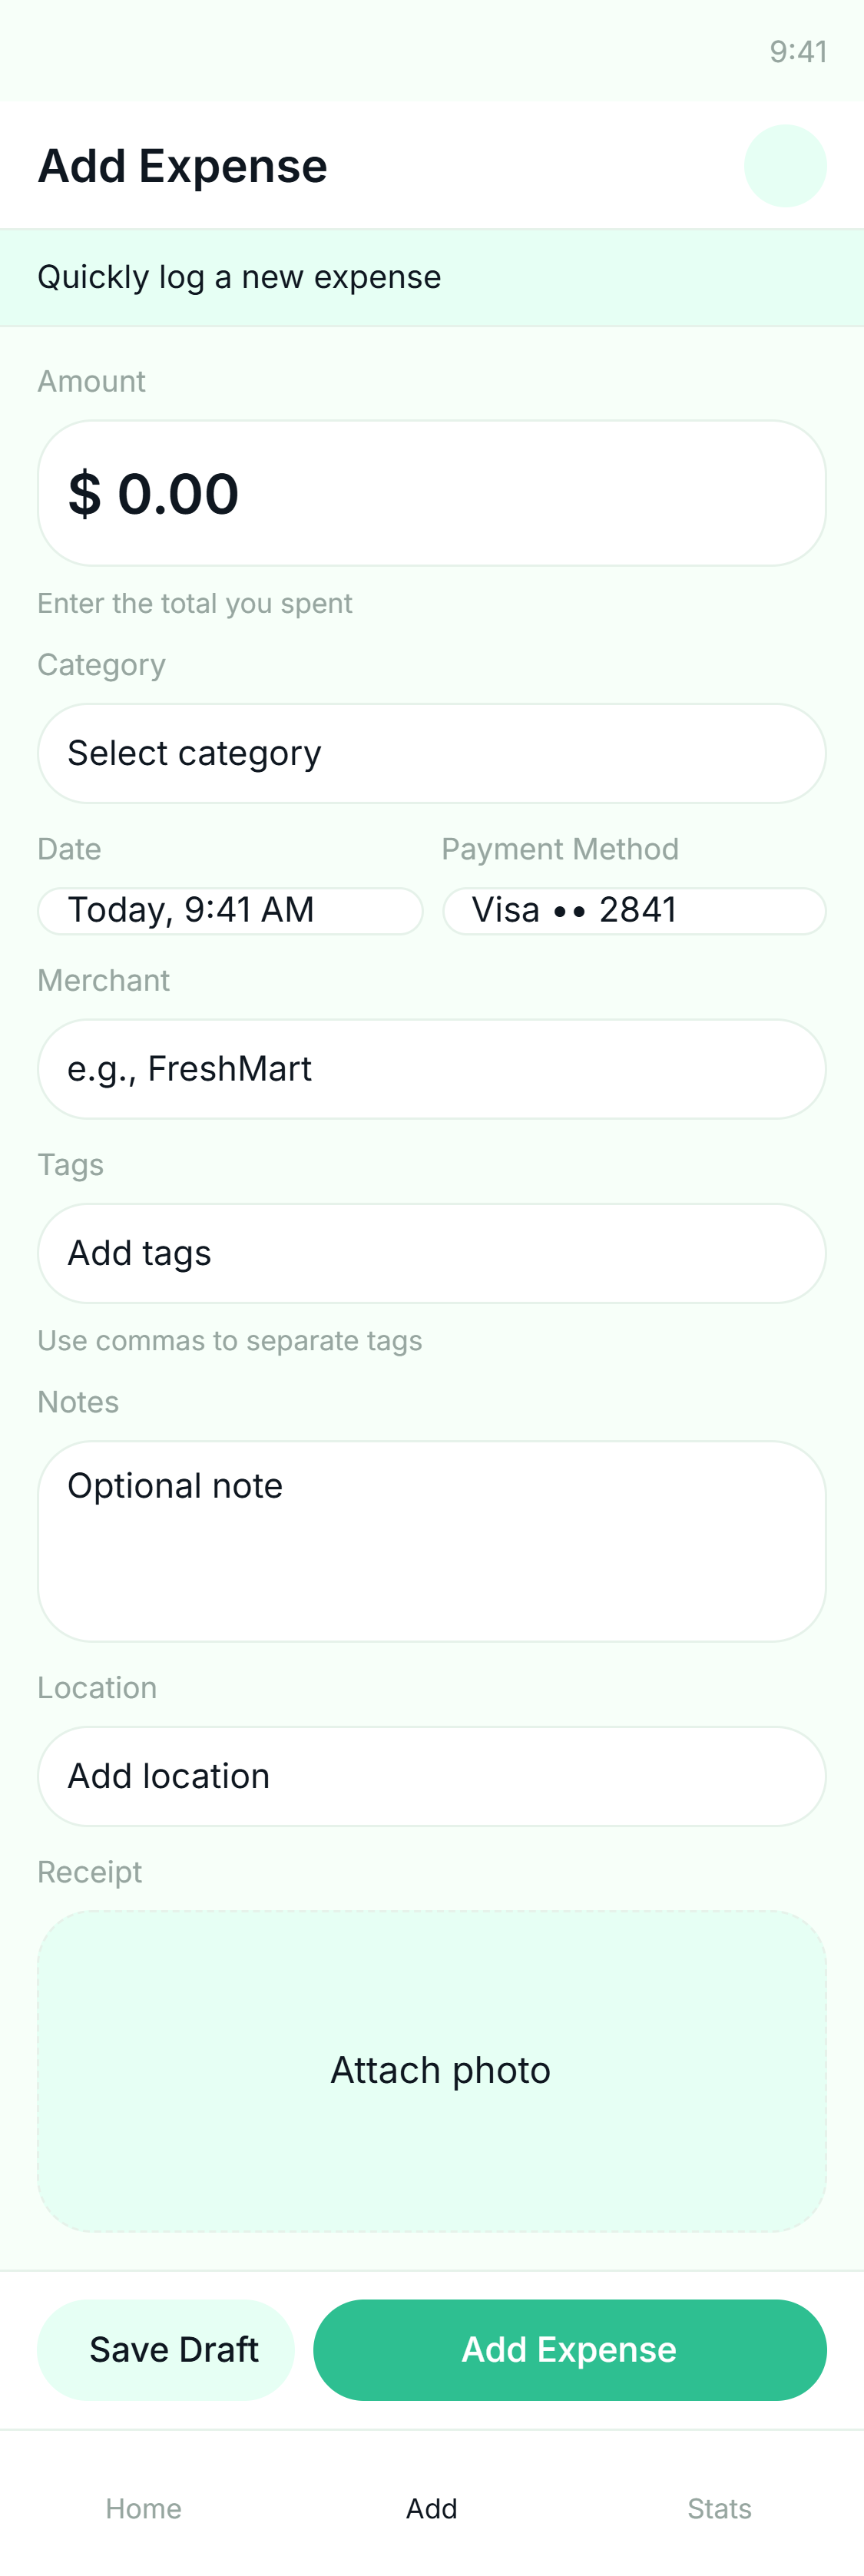 9:41
Add Expense
Quickly log a new expense
Amount
$ 0.00
Enter the total you spent
Category
Select category
Date
Payment Method
Today, 9:41 AM
Visa •• 2841
Merchant
e.g., FreshMart
Tags
Add tags
Use commas to separate tags
Notes
Optional note
Location
Add location
Receipt
Attach photo
Save Draft
Add Expense
Home
Add
Stats